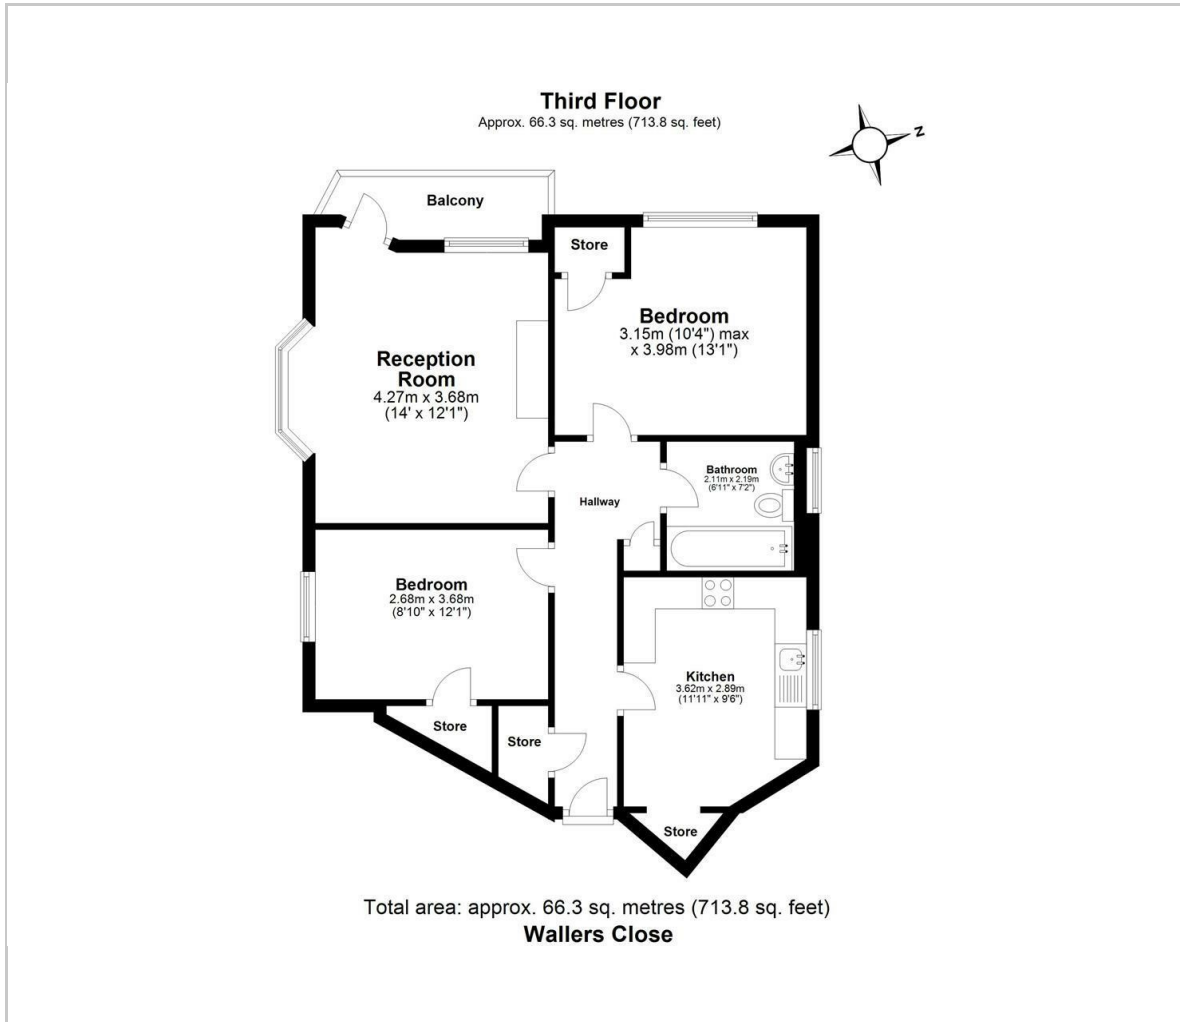 Third Floor
Approx. 66.3 sq. metres (713.8 sq. feet)
N
Balcony
Store
Bedroom
3.15m (10'4") max
x 3.98m (13'1")
Reception
Room
4.27m x 3.68m
(14' x 12'1")
Bathroom
2.11m x 2.19m
(6'11" x 7'2")
Hallway
Bedroom
2.68m x 3.68m
(8'10" x 12'1")
Kitchen
3.62m x 2.89m
(11'11" x 9'6")
Store
Store
Store
Total area: approx. 66.3 sq. metres (713.8 sq. feet)
Wallers Close